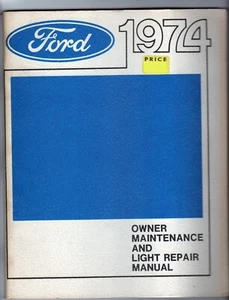 Ford 1974
PRICE
OWNER
MAINTENANCE
AND
LIGHT REPAIR
MANUAL